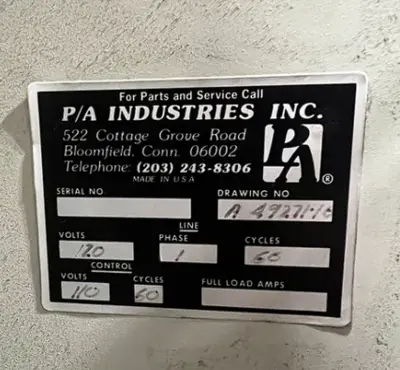 For Parts and Service Call
P/A INDUSTRIES INC.
522 Cottage Grove Road
Bloomfield, Conn. 06002
Telephone: (203) 243-8306
MADE IN U.S.A
PA ®
SERIAL NO
DRAWING NO
A
LINE
VOLTS PHASE CYCLES
120 1 60
CONTROL
VOLTS CYCLES FULL LOAD AMPS
110 60